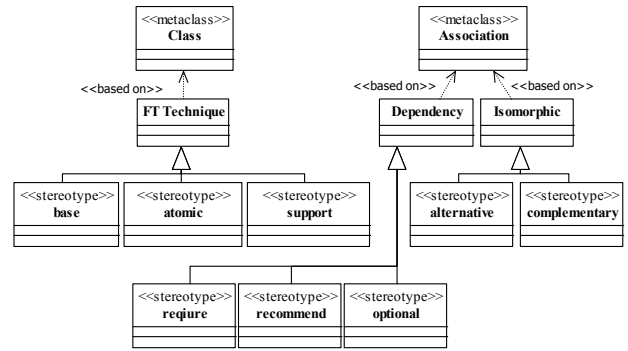 <<metaclass>>
Class
<<metaclass>>
Association
<<based on>>
<<based on>>
<<based on>>
FT Technique
Dependency
Isomorphic
<<stereotype>>
base
<<stereotype>>
atomic
<<stereotype>>
support
<<stereotype>>
alternative
<<stereotype>>
complementary
<<stereotype>>
reqiure
<<stereotype>>
recommend
<<stereotype>>
optional